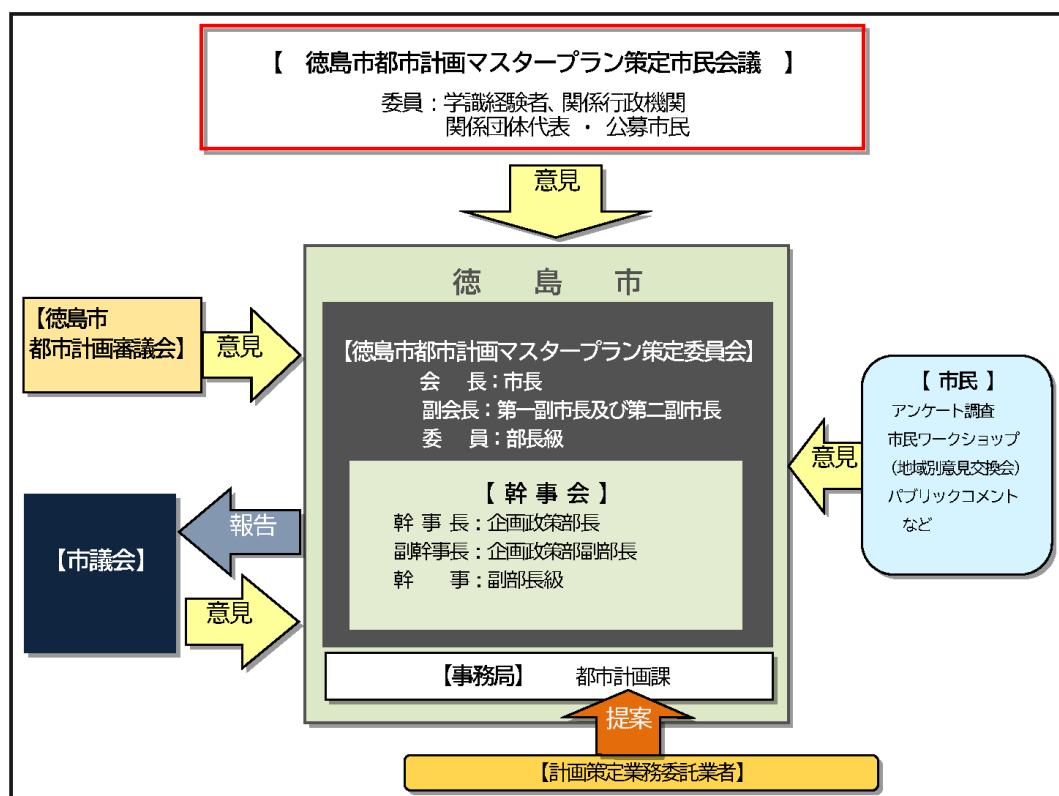 【　徳島市都市計画マスタープラン策定市民会議　】
委員：学識経験者、関係行政機関
関係団体代表 ・ 公募市民
意見
徳　島　市
【徳島市
都市計画審議会】
意見
【徳島市都市計画マスタープラン策定委員会】
会　長：市長
副会長：第一副市長及び第二副市長
委　員：部長級
【 幹 事 会 】
幹 事 長：企画政策部長
副幹事長：企画政策部副部長
幹　　事：副部長級
【 市民 】
アンケート調査
市民ワークショップ
（地域別意見交換会）
パブリックコメント
など
意見
報告
【市議会】
意見
【事務局】　都市計画課
提案
【計画策定業務委託業者】